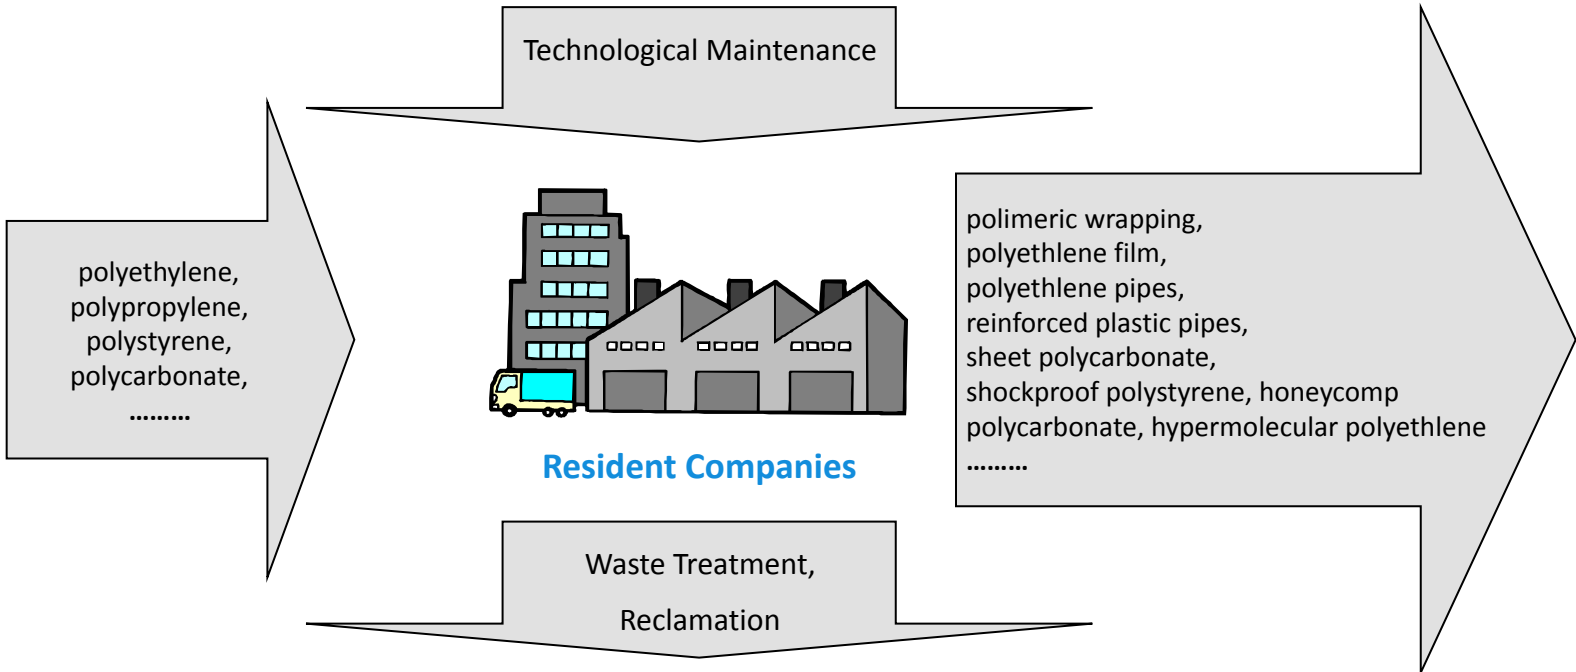 Technological Maintenance
polyethylene,
polypropylene,
polystyrene,
polycarbonate,
.........
polimeric wrapping,
polyethlene film,
polyethlene pipes,
reinforced plastic pipes,
sheet polycarbonate,
shockproof polystyrene, honeycomp
polycarbonate, hypermolecular polyethlene
.........
Resident Companies
Waste Treatment,
Reclamation